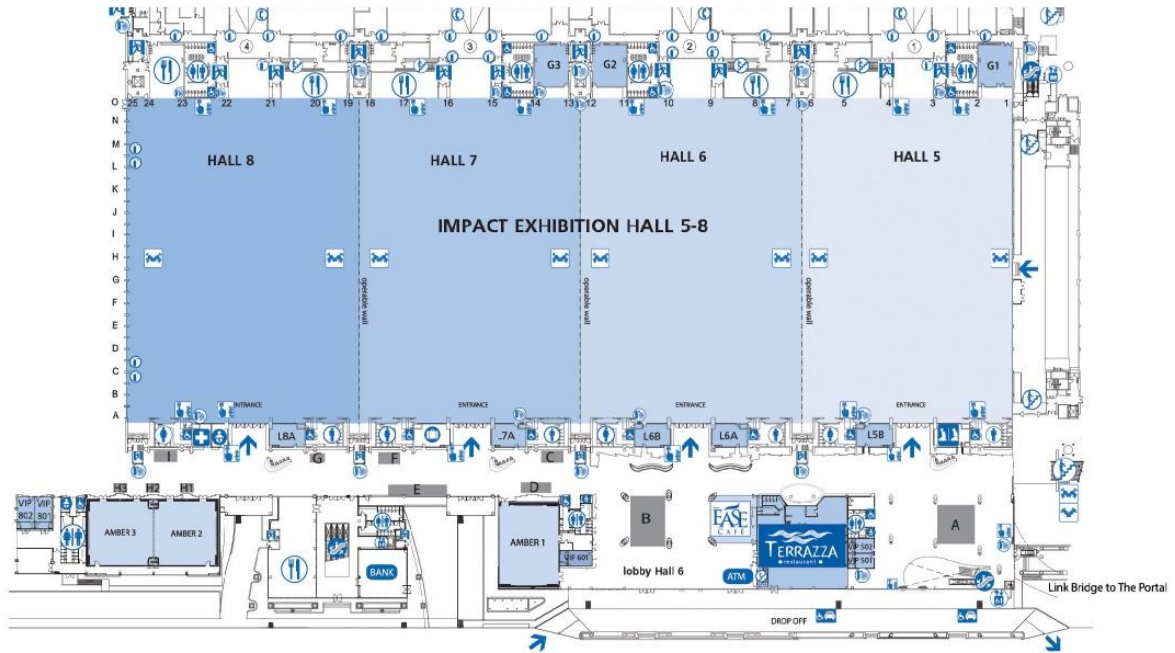 4
3
2
1
G3
G2
G1
O
25
24
23
22
21
20
19
18
17
16
15
14
13
12
11
10
9
8
7
6
5
4
3
2
1
N
M
L
K
J
I
H
G
F
E
D
C
B
A
HALL 8
HALL 7
HALL 6
HALL 5
IMPACT EXHIBITION HALL 5-8
operable wall
operable wall
operable wall
ENTRANCE
ENTRANCE
ENTRANCE
ENTRANCE
L8A
L7A
L6B
L6A
L5B
I
G
F
C
H3
H2
H1
E
D
B
A
VIP
802
VIP
801
AMBER 3
AMBER 2
BANK
AMBER 1
VIP 601
lobby Hall 6
EASE
CAFE
ATM
TERRAZZA
restaurant
VIP 502
VIP 501
Link Bridge to The Portal
DROP OFF